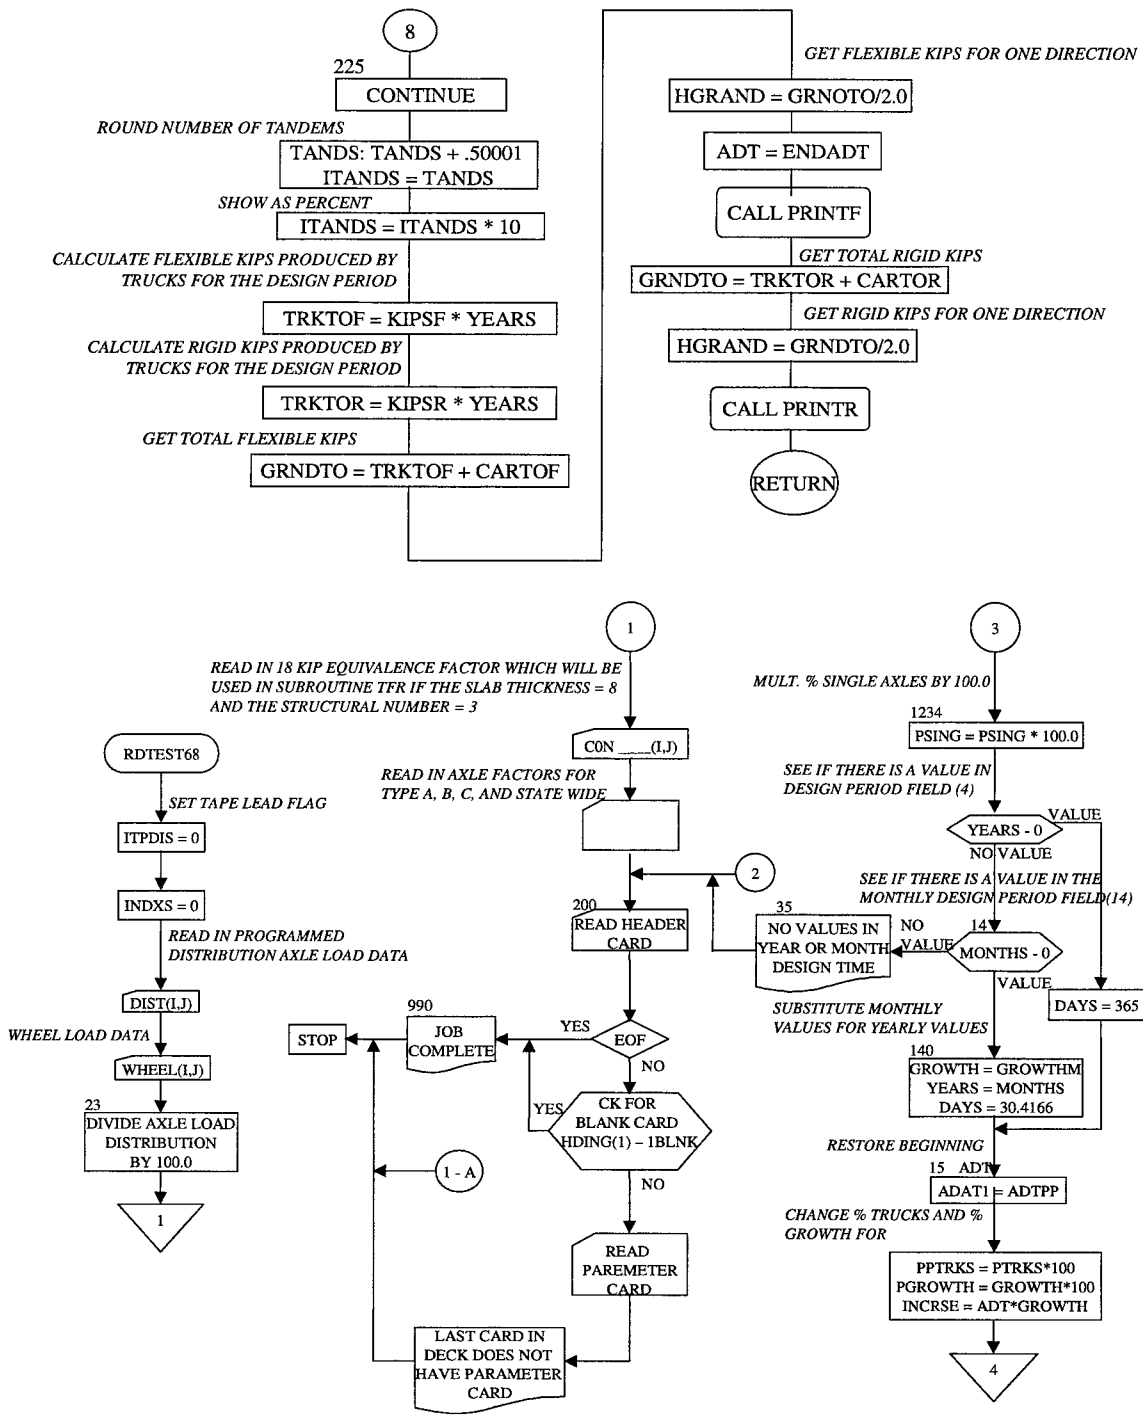 8
225
CONTINUE
ROUND NUMBER OF TANDEMS
TANDS: TANDS + .50001
ITANDS = TANDS
SHOW AS PERCENT
ITANDS = ITANDS * 10
CALCULATE FLEXIBLE KIPS PRODUCED BY
TRUCKS FOR THE DESIGN PERIOD
TRKTOF = KIPSF * YEARS
CALCULATE RIGID KIPS PRODUCED BY
TRUCKS FOR THE DESIGN PERIOD
TRKTOR = KIPSR * YEARS
GET TOTAL FLEXIBLE KIPS
GRNDTO = TRKTOF + CARTOF
GET FLEXIBLE KIPS FOR ONE DIRECTION
HGRAND = GRNOTO/2.0
ADT = ENDADT
CALL PRINTF
GET TOTAL RIGID KIPS
GRNDTO = TRKTOR + CARTOR
GET RIGID KIPS FOR ONE DIRECTION
HGRAND = GRNDTO/2.0
CALL PRINTR
RETURN
RDTEST68
SET TAPE LEAD FLAG
ITPDIS = 0
INDXS = 0
READ IN PROGRAMMED
DISTRIBUTION AXLE LOAD DATA
DIST(I,J)
WHEEL LOAD DATA
WHEEL(I,J)
23
DIVIDE AXLE LOAD
DISTRIBUTION
BY 100.0
1
1
READ IN 18 KIP EQUIVALENCE FACTOR WHICH WILL BE
USED IN SUBROUTINE TFR IF THE SLAB THICKNESS = 8
AND THE STRUCTURAL NUMBER = 3
C0N ___(I,J)
READ IN AXLE FACTORS FOR
TYPE A, B, C, AND STATE WIDE
2
200
READ HEADER
CARD
EOF
YES
NO
990
JOB
COMPLETE
STOP
CK FOR
BLANK CARD
HDING(1) – 1BLNK
YES
NO
1 - A
READ
PAREMETER
CARD
LAST CARD IN
DECK DOES NOT
HAVE PARAMETER
CARD
3
MULT. % SINGLE AXLES BY 100.0
1234
PSING = PSING * 100.0
SEE IF THERE IS A VALUE IN
DESIGN PERIOD FIELD (4)
YEARS - 0
VALUE
NO VALUE
SEE IF THERE IS A VALUE IN THE
MONTHLY DESIGN PERIOD FIELD(14)
14
MONTHS - 0
NO
VALUE
35
NO VALUES IN
YEAR OR MONTH
DESIGN TIME
VALUE
DAYS = 365
SUBSTITUTE MONTHLY
VALUES FOR YEARLY VALUES
140
GROWTH = GROWTHM
YEARS = MONTHS
DAYS = 30.4166
RESTORE BEGINNING
15 ADT
ADAT1 = ADTPP
CHANGE % TRUCKS AND %
GROWTH FOR
PPTRKS = PTRKS*100
PGROWTH = GROWTH*100
INCRSE = ADT*GROWTH
4